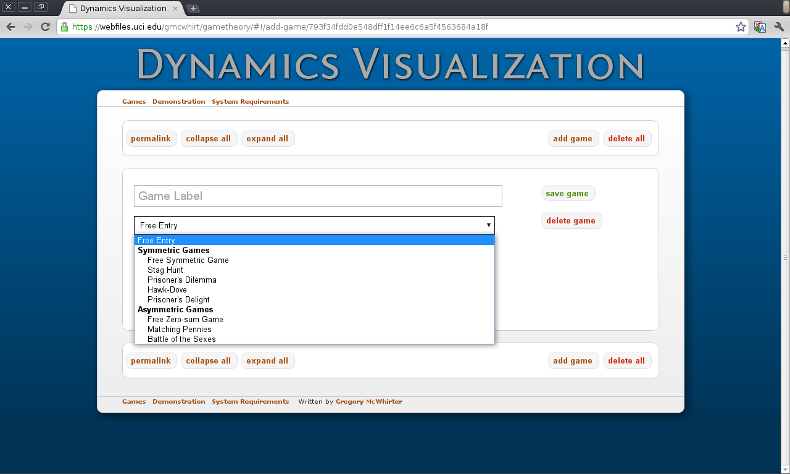 Dynamics Visualization
https://webfiles.uci.edu/gmcwhirt/gametheory/#!/add-game/793f34fdd0e548dff1f14ee6c6a5f4563684a18f
Dynamics Visualization
Games Demonstration System Requirements
permalink collapse all expand all add game delete all
Game Label save game
Free Entry delete game
Free Entry
Symmetric Games
Free Symmetric Game
Stag Hunt
Prisoner's Dilemma
Hawk-Dove
Prisoner's Delight
Asymmetric Games
Free Zero-sum Game
Matching Pennies
Battle of the Sexes
permalink collapse all expand all add game delete all
Games Demonstration System Requirements Written by Gregory McWhirter